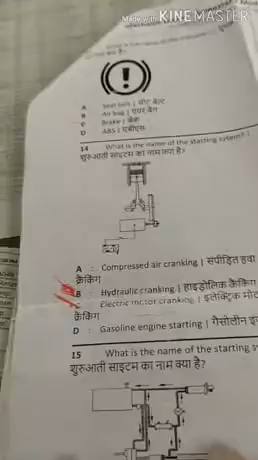 Made with KINEMASTER
A Seat belt | सीट बेल्ट
B Air bag | एयर बैग
C Brake | ब्रेक
D ABS | एबीएस
14 What is the name of the starting system? |
शुरुआती साइटम का नाम क्या है?
A : Compressed air cranking | संपीड़ित हवा
क्रैंकिंग
B : Hydraulic cranking | हाइड्रोलिक क्रैंकिंग
C : Electric motor cranking | इलेक्ट्रिक मोट
क्रैंकिंग
D : Gasoline engine starting | गैसोलीन
15 What is the name of the starting
शुरुआती साइटम का नाम क्या है?